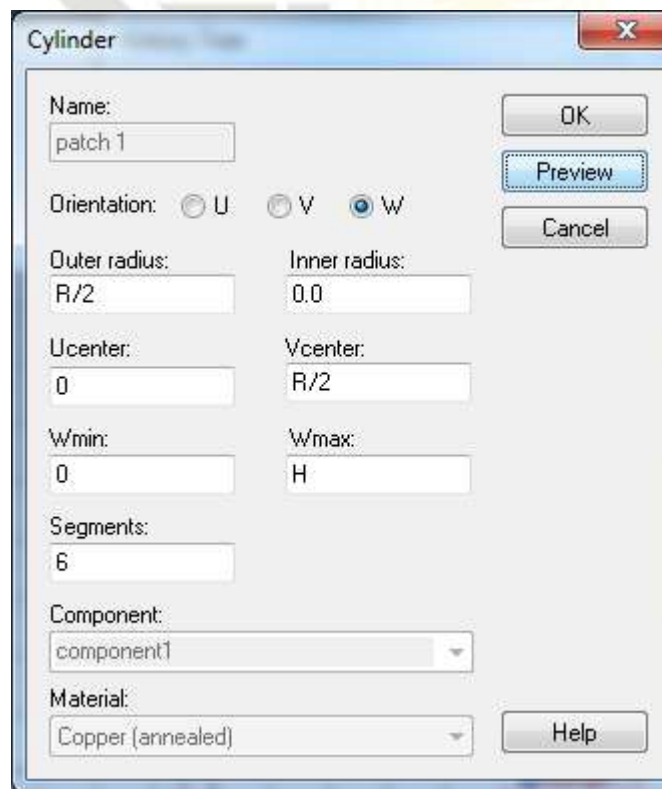 Cylinder
Name:
patch 1
OK
Preview
Orientation: U V W
Cancel
Outer radius: Inner radius:
R/2 0.0
Ucenter: Vcenter:
0 R/2
Wmin: Wmax:
0 H
Segments:
6
Component:
component1
Material:
Copper (annealed)
Help